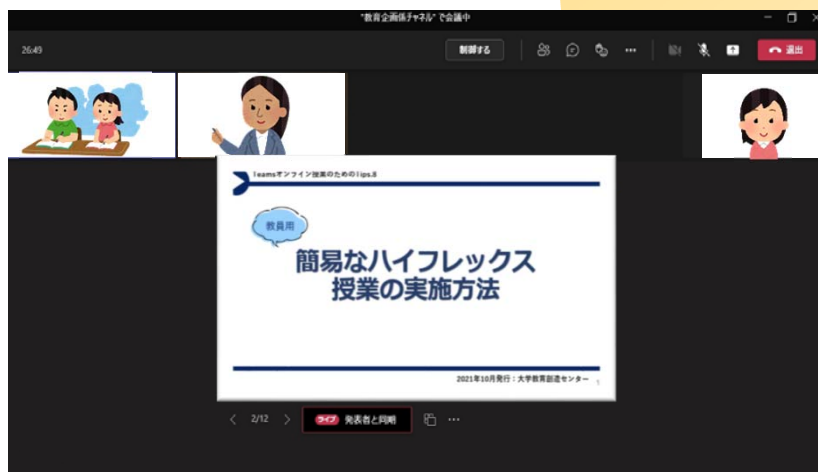 "教育企画係チャネル" で会議中
26:49
制御する
退出
Teamsオンライン授業のためのTips.8
教員用
簡易なハイフレックス
授業の実施方法
2021年10月発行：大学教育創造センター
1
2/12
ライブ 発表者と同期